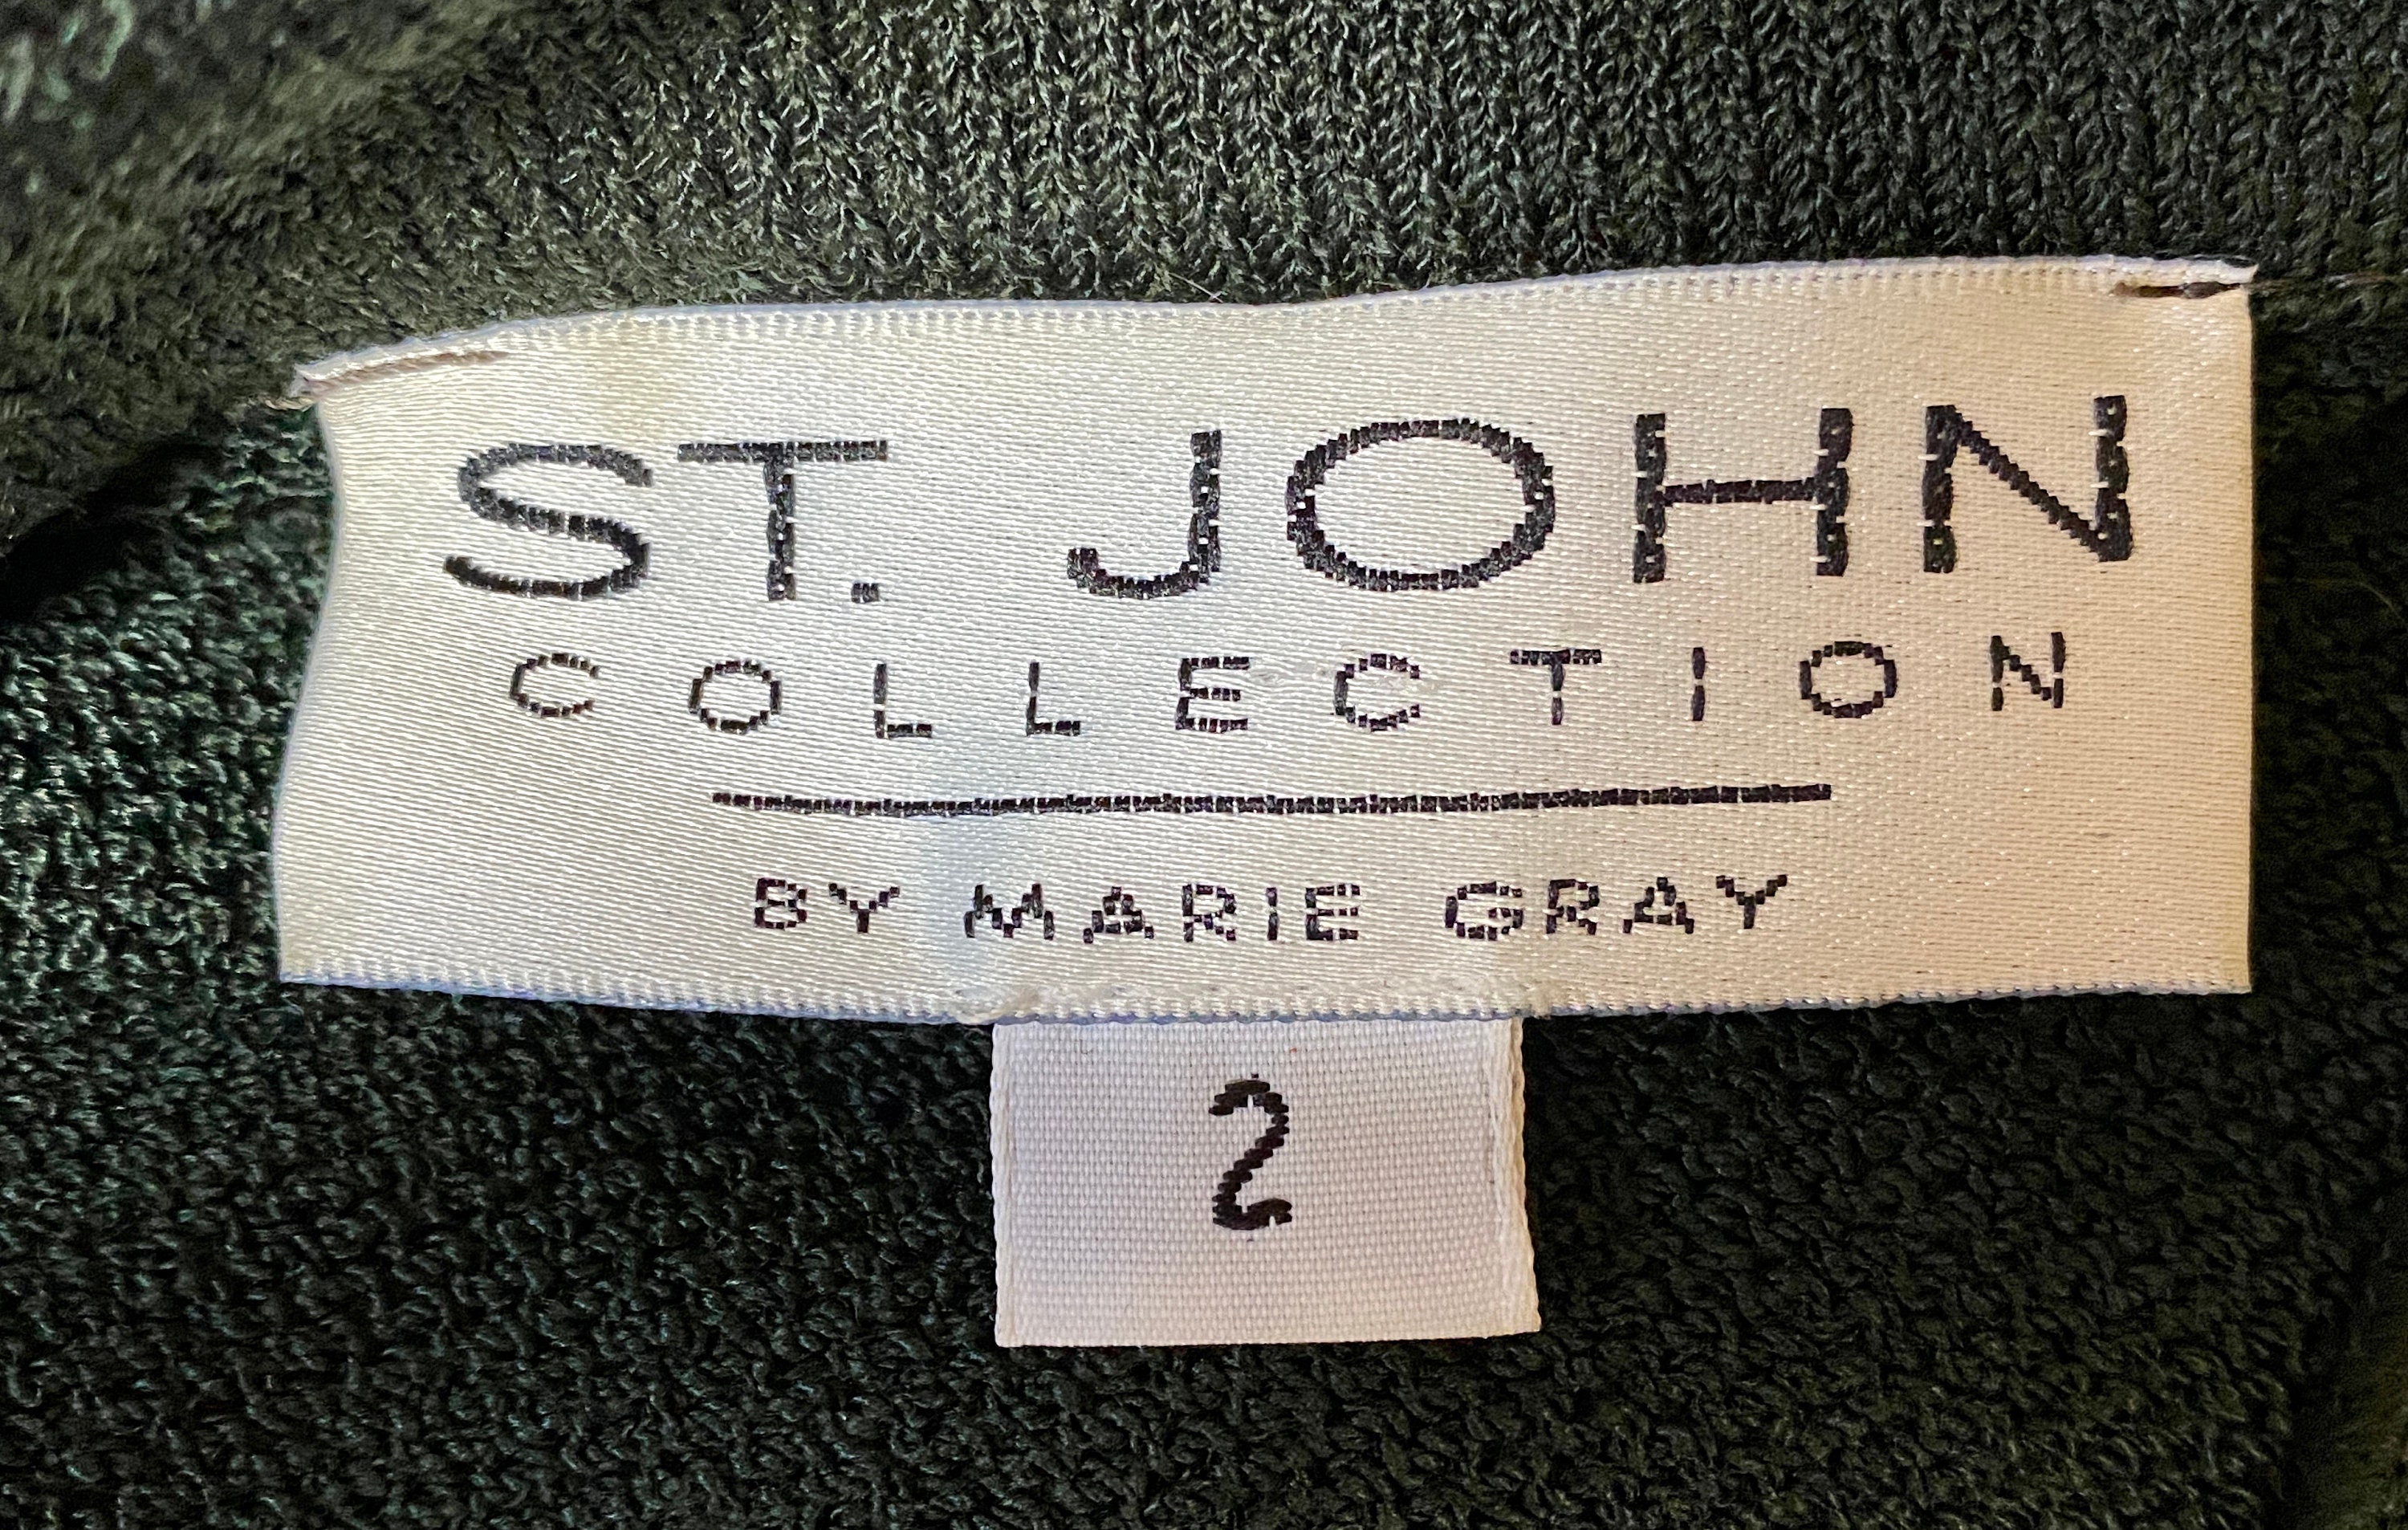 ST. JOHN
COLLECTION
BY MARIE GRAY
2